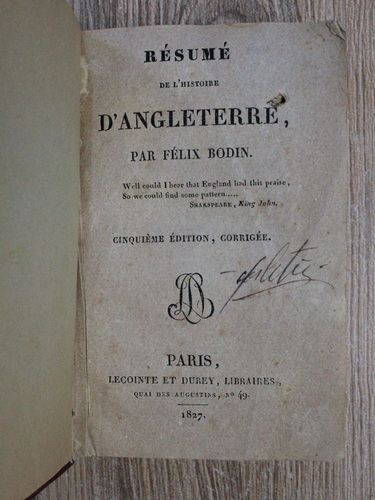 RÉSUMÉ
DE L'HISTOIRE
D'ANGLETERRE,
PAR FÉLIX BODIN.
Well could I bear that England had this praise,
So we could find some pattern.....
SHAKSPEARE, King John.
CINQUIÈME ÉDITION, CORRIGÉE.
PARIS,
LECOINTE ET DUREY, LIBRAIRES,
QUAI DES AUGUSTINS, Nº 49.
1827.